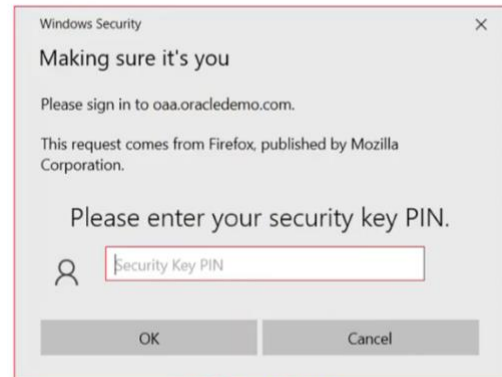 Windows Security
Making sure it's you
Please sign in to oaa.oracledemo.com.
This request comes from Firefox, published by Mozilla
Corporation.
Please enter your security key PIN.
Security Key PIN
OK
Cancel